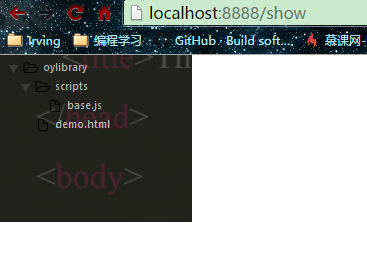 localhost:8888/show
Irving 编程学习 GitHub · Build soft.... 慕课网-
<title>Th
oylibrary
scripts
base.js
</head>
demo.html
<body>